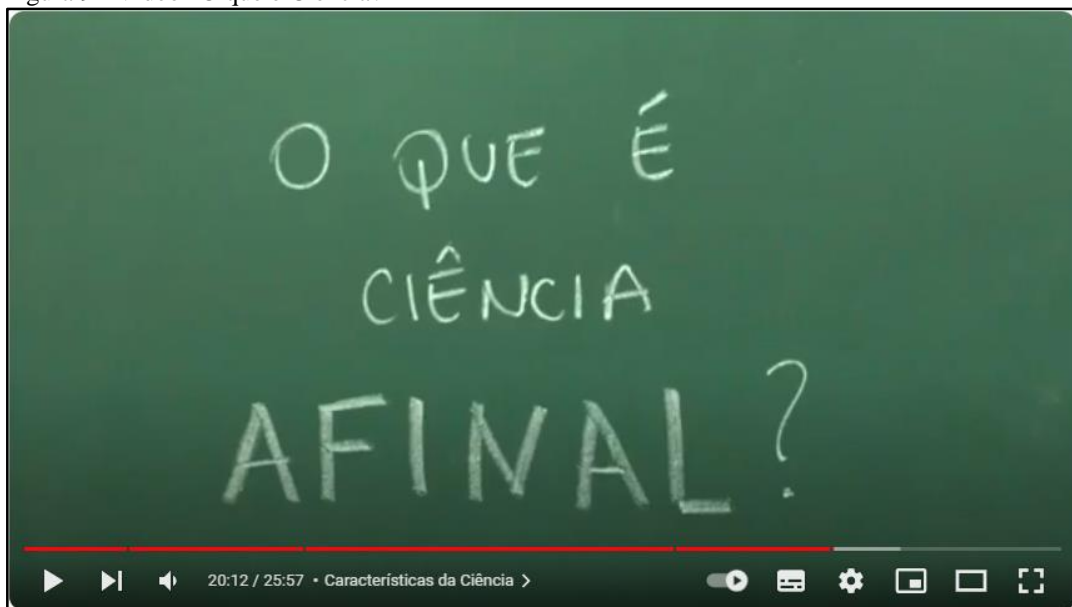 O QUE É
CIÊNCIA
AFINAL?
20:12 / 25:57 • Características da Ciência >